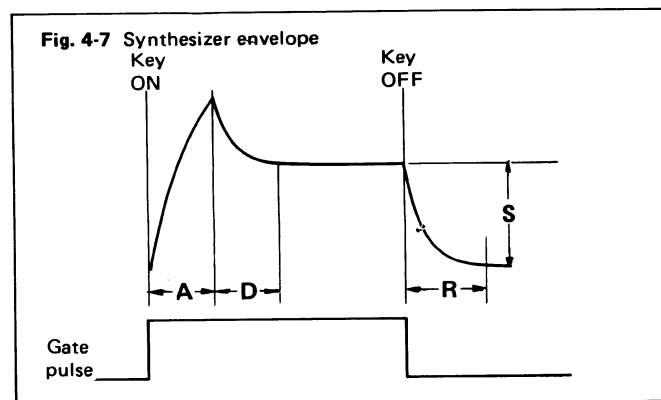 Fig. 4-7 Synthesizer envelope
Key
ON
Key
OFF
S
A
D
R
Gate
pulse